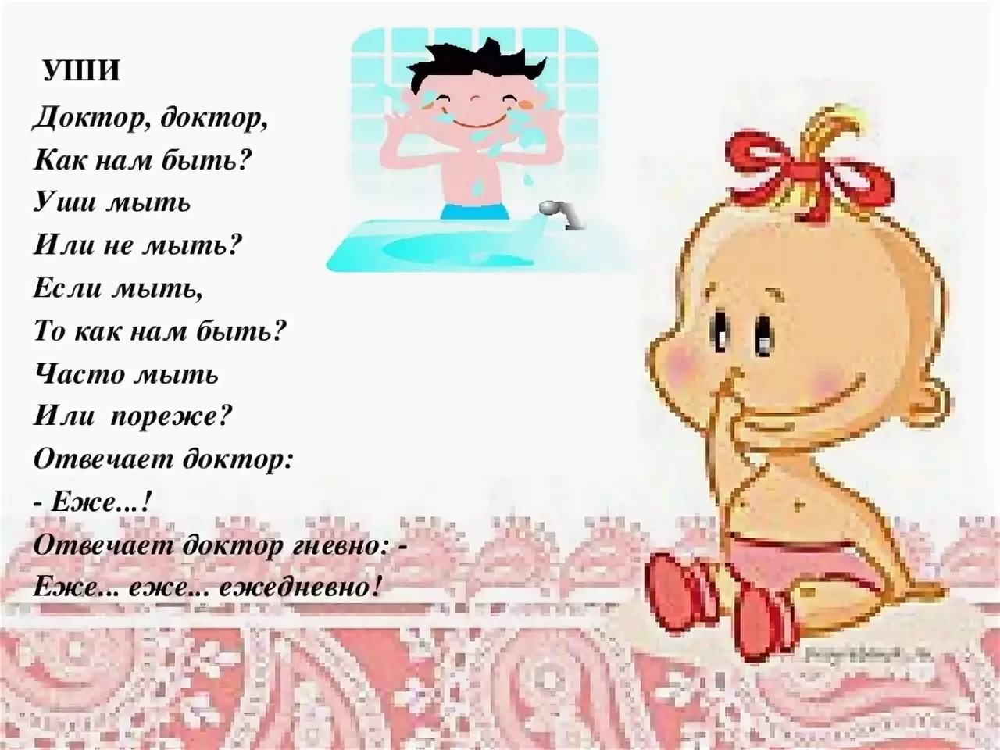 УШИ
Доктор, доктор,
Как нам быть?
Уши мыть
Или не мыть?
Если мыть,
То как нам быть?
Часто мыть
Или пореже?
Отвечает доктор:
- Еже...!
Отвечает доктор гневно: -
Еже... еже... ежедневно!